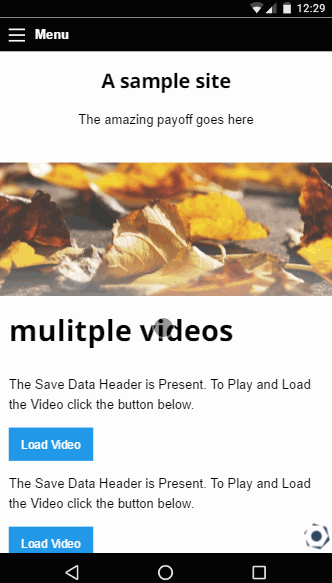 12:29
Menu
A sample site
The amazing payoff goes here
mulitple videos
The Save Data Header is Present. To Play and Load
the Video click the button below.
Load Video
The Save Data Header is Present. To Play and Load
the Video click the button below.
Load Video